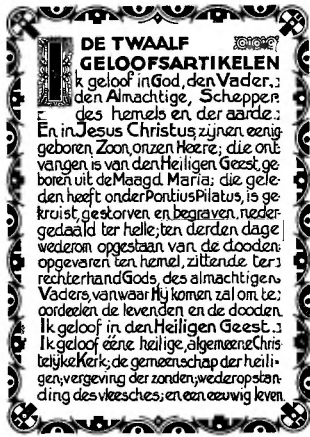 DE TWAALF
GELOOFSARTIKELEN
Ik geloof in God, den Vader,
den Almachtige, Schepper
des hemels en der aarde.
En in Jesus Christus, zijnen eenig-
geboren Zoon, onzen Heere; die ont-
vangen is van den Heiligen Geest, ge-
boren uit de Maagd Maria; die gele-
den heeft onder Pontius Pilatus, is ge-
kruist, gestorven en begraven, neder-
gedaald ter helle; ten derden dage
wederom opgestaan van de dooden;
opgevaren ten hemel, zittende ter
rechterhand Gods, des almachtigen
Vaders, vanwaar Hij komen zal om te
oordeelen de levenden en de dooden.
Ik geloof in den Heiligen Geest.
Ik geloof ééne heilige, algemeene Chris-
telijke Kerk; de gemeenschap der heili-
gen; vergeving der zonden; wederopstan-
ding des vleesches; en een eeuwig leven.